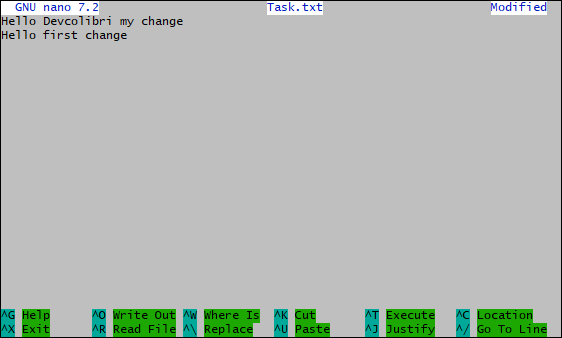 GNU nano 7.2 Task.txt Modified
Hello Devcolibri my change
Hello first change
^G Help ^O Write Out ^W Where Is ^K Cut ^T Execute ^C Location
^X Exit ^R Read File ^\ Replace ^U Paste ^J Justify ^/ Go To Line